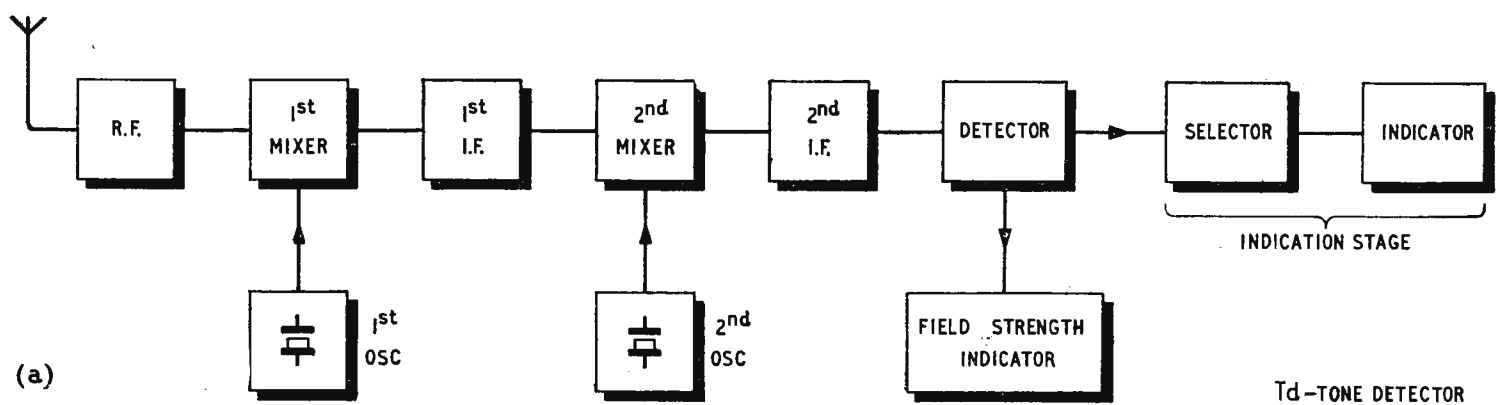 R.F.
1st
MIXER
1st
I.F.
2nd
MIXER
2nd
I.F.
DETECTOR
SELECTOR
INDICATOR
INDICATION STAGE
1st
OSC
2nd
OSC
FIELD STRENGTH
INDICATOR
(a)
Td-TONE DETECTOR